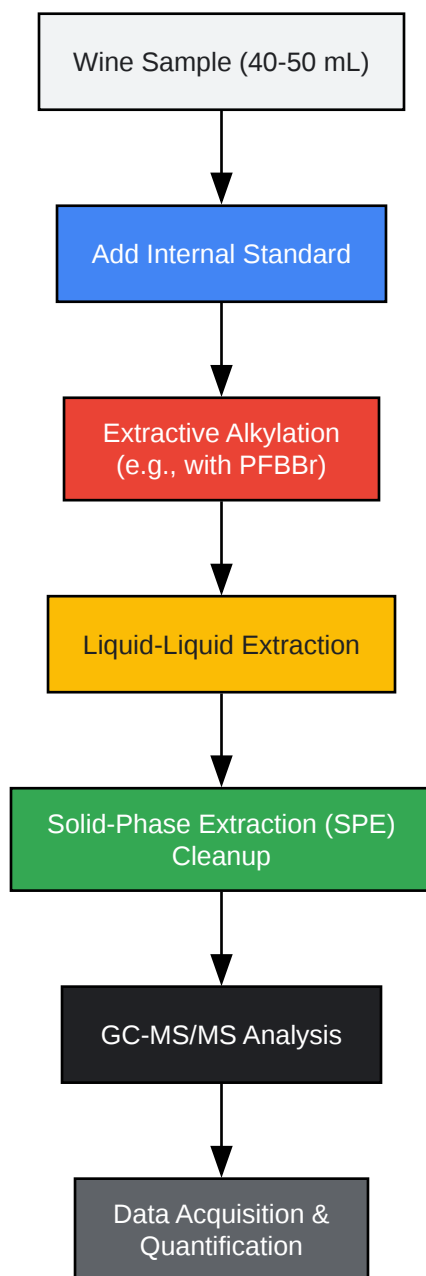 Wine Sample (40-50 mL)
Add Internal Standard
Extractive Alkylation
(e.g., with PFBBr)
Liquid-Liquid Extraction
Solid-Phase Extraction (SPE)
Cleanup
GC-MS/MS Analysis
Data Acquisition &
Quantification